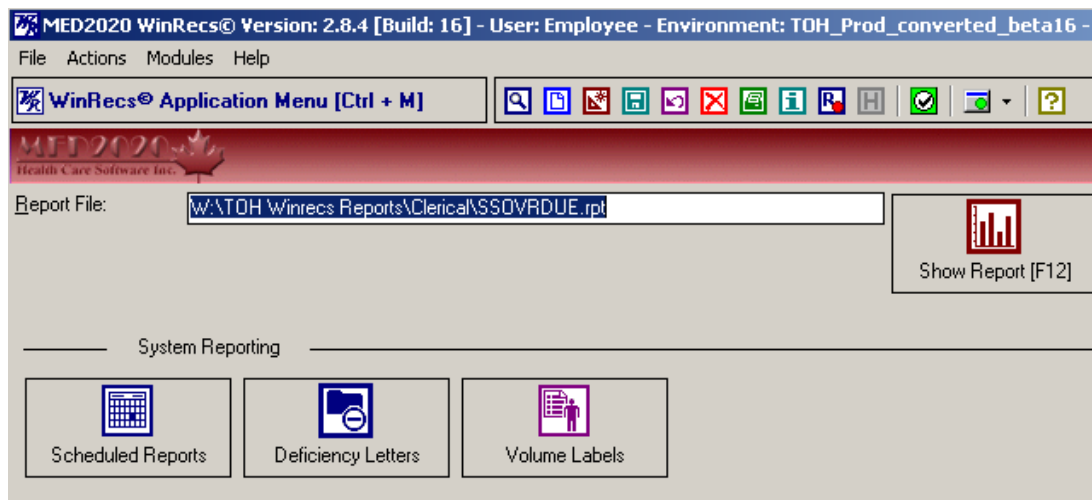 MED2020 WinRecs© Version: 2.8.4 [Build: 16] - User: Employee - Environment: TOH_Prod_converted_beta16 -
File Actions Modules Help
WinRecs© Application Menu [Ctrl + M]
MED2020
Health Care Software Inc.
Report File: W:\TOH Winrecs Reports\Clerical\SSOVRDUE.rpt
Show Report [F12]
System Reporting
Scheduled Reports Deficiency Letters Volume Labels